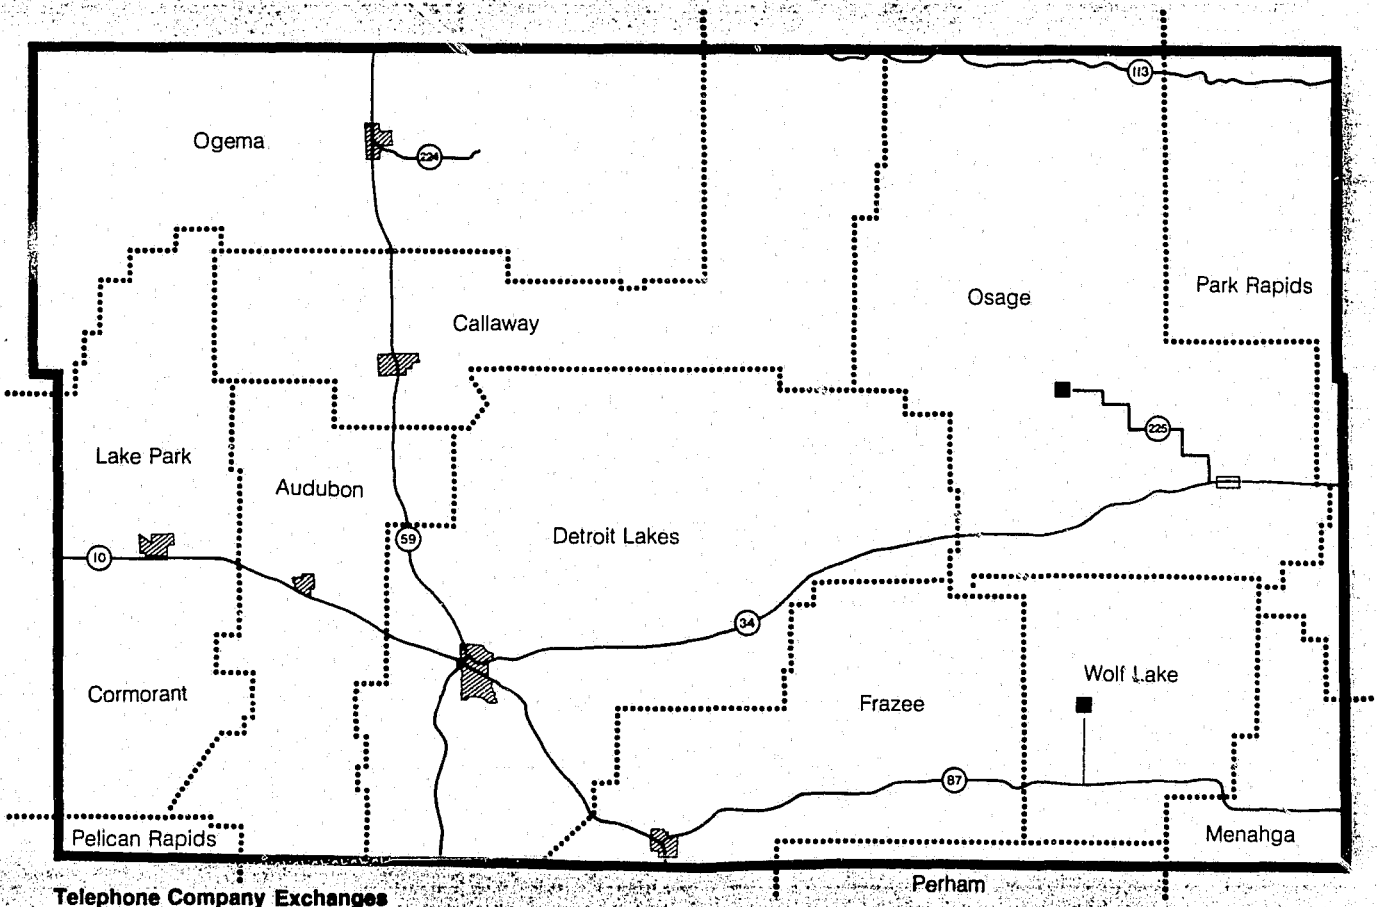 113
Ogema
224
Park Rapids
Osage
Callaway
225
Lake Park
Audubon
Detroit Lakes
59
10
34
Wolf Lake
Cormorant
Frazee
87
Menahga
Pelican Rapids
Perham
Telephone Company Exchanges